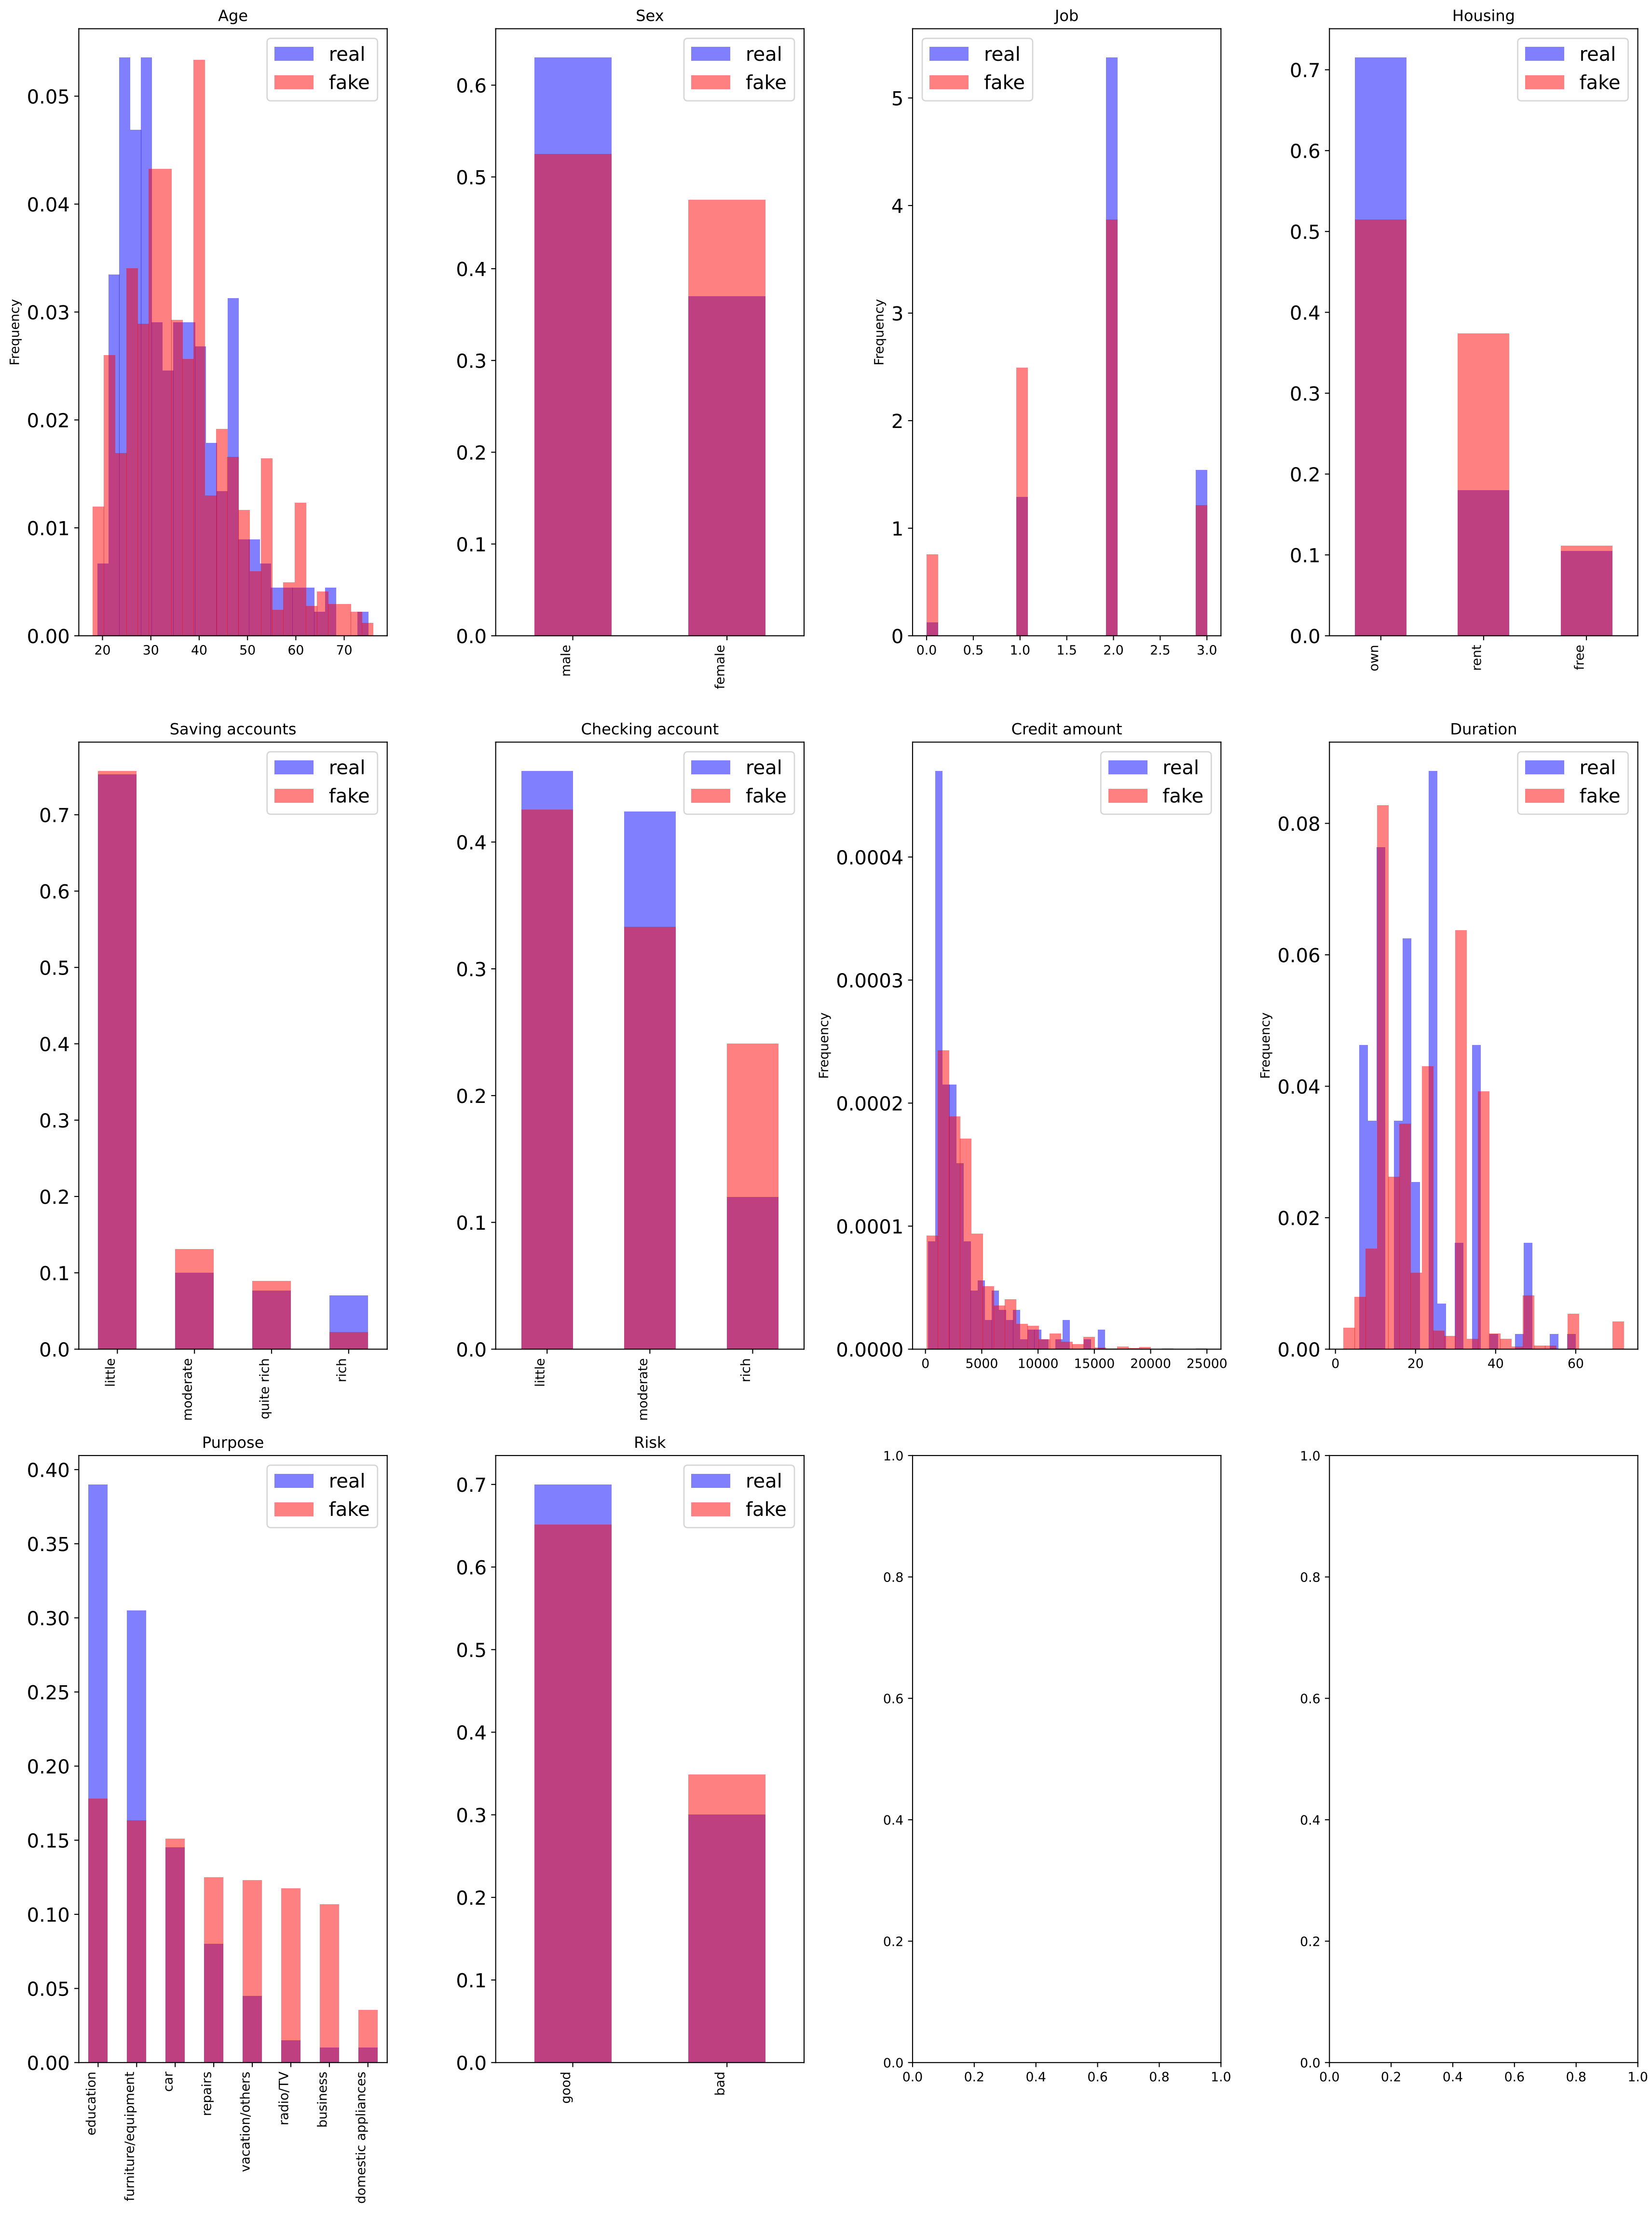 Age
real
fake
Frequency
0.05
0.04
0.03
0.02
0.01
0.00
20 30 40 50 60 70
Sex
real
fake
0.6
0.5
0.4
0.3
0.2
0.1
0.0
male
female
Job
real
fake
Frequency
5
4
3
2
1
0
0.0 0.5 1.0 1.5 2.0 2.5 3.0
Housing
real
fake
0.7
0.6
0.5
0.4
0.3
0.2
0.1
0.0
own
rent
free
Saving accounts
real
fake
0.7
0.6
0.5
0.4
0.3
0.2
0.1
0.0
little
moderate
quite rich
rich
Checking account
real
fake
0.4
0.3
0.2
0.1
0.0
little
moderate
rich
Credit amount
real
fake
Frequency
0.0004
0.0003
0.0002
0.0001
0.0000
0 5000 10000 15000 20000 25000
Duration
real
fake
Frequency
0.08
0.06
0.04
0.02
0.00
0 20 40 60
Purpose
real
fake
0.40
0.35
0.30
0.25
0.20
0.15
0.10
0.05
0.00
education
furniture/equipment
car
repairs
vacation/others
radio/TV
business
domestic appliances
Risk
real
fake
0.7
0.6
0.5
0.4
0.3
0.2
0.1
0.0
good
bad
1.0
0.8
0.6
0.4
0.2
0.0
0.0 0.2 0.4 0.6 0.8 1.0
1.0
0.8
0.6
0.4
0.2
0.0
0.0 0.2 0.4 0.6 0.8 1.0